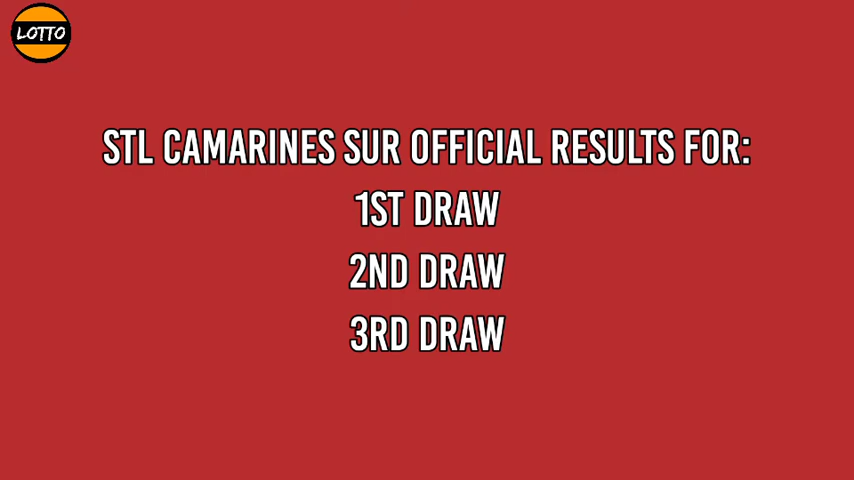 LOTTO
STL CAMARINES SUR OFFICIAL RESULTS FOR:
1ST DRAW
2ND DRAW
3RD DRAW